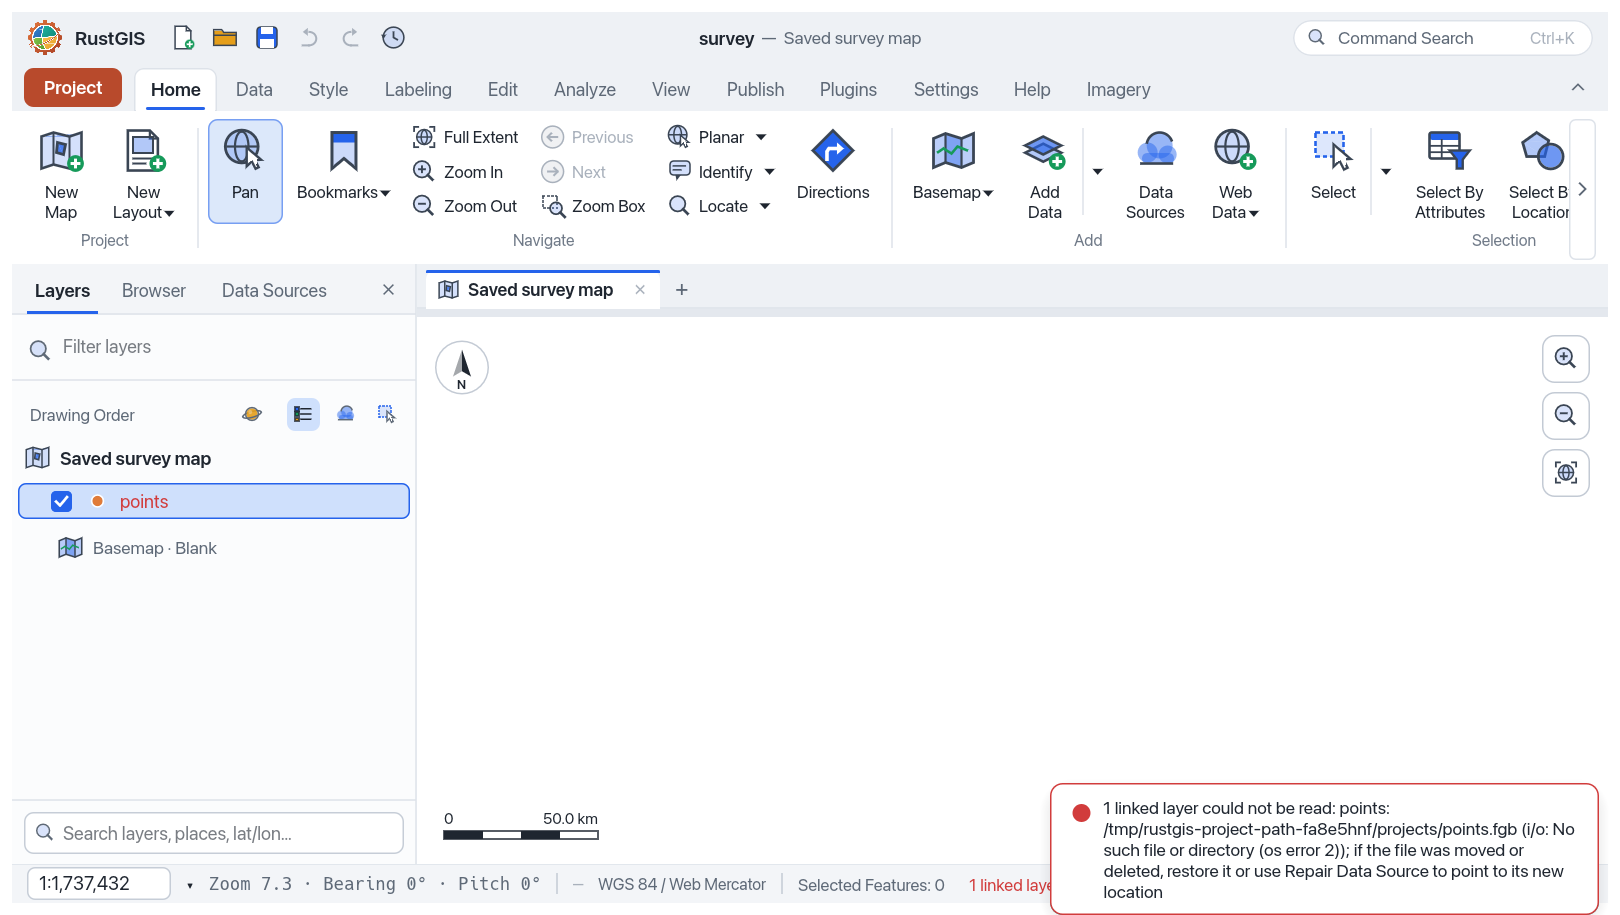 RustGIS
survey — Saved survey map
Command Search Ctrl+K
Project Home Data Style Labeling Edit Analyze View Publish Plugins Settings Help Imagery
New Map
New Layout
Project
Pan
Bookmarks
Full Extent
Zoom In
Zoom Out
Previous
Next
Zoom Box
Planar
Identify
Locate
Directions
Navigate
Basemap
Add Data
Data Sources
Web Data
Add
Select
Select By Attributes
Select B
Location
Selection
Layers Browser Data Sources
Saved survey map
Filter layers
N
Drawing Order
Saved survey map
points
Basemap · Blank
0 50.0 km
Search layers, places, lat/lon...
1:1,737,432 Zoom 7.3 · Bearing 0° · Pitch 0° — WGS 84 / Web Mercator Selected Features: 0 1 linked laye
1 linked layer could not be read: points:
/tmp/rustgis-project-path-fa8e5hnf/projects/points.fgb (i/o: No
such file or directory (os error 2)); if the file was moved or
deleted, restore it or use Repair Data Source to point to its new
location